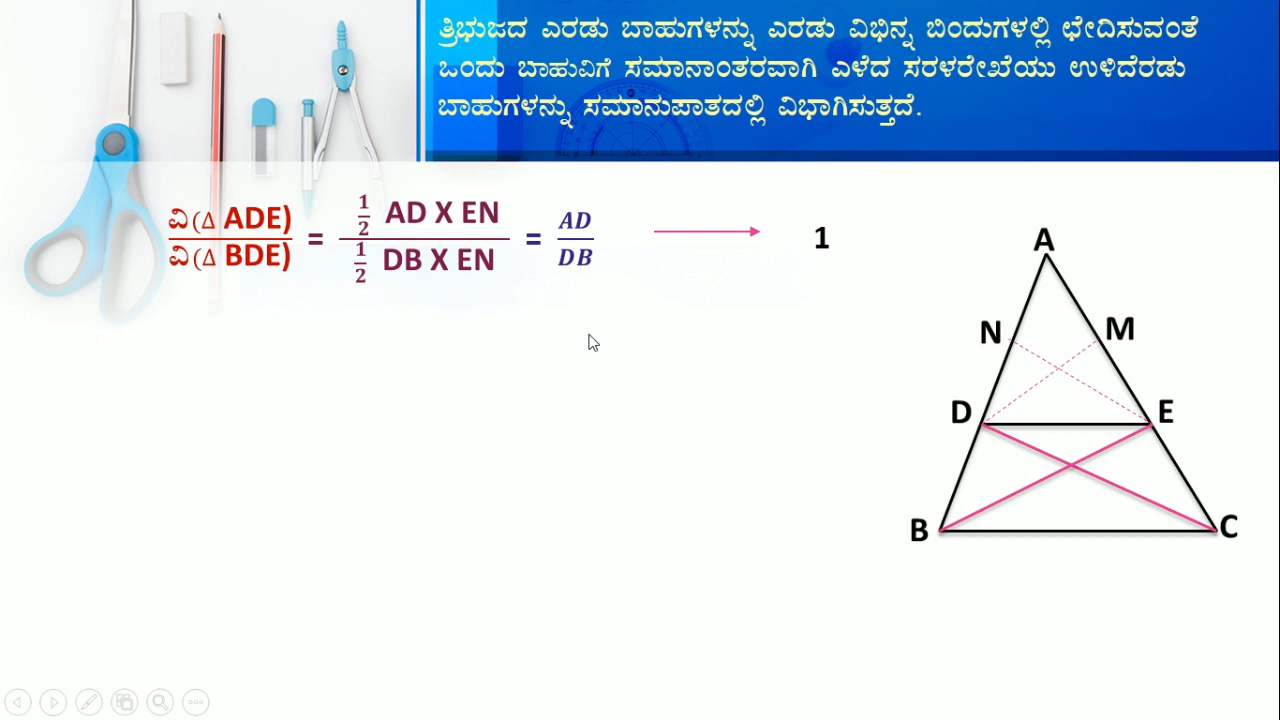 ತ್ರಿಭುಜದ ಎರಡು ಬಾಹುಗಳನ್ನು ಎರಡು ವಿಭಿನ್ನ ಬಿಂದುಗಳಲ್ಲಿ ಛೇದಿಸುವಂತೆ
ಒಂದು ಬಾಹುವಿಗೆ ಸಮಾನಾಂತರವಾಗಿ ಎಳೆದ ಸರಳರೇಖೆಯು ಉಳಿದೆರಡು
ಬಾಹುಗಳನ್ನು ಸಮಾನುಪಾತದಲ್ಲಿ ವಿಭಾಗಿಸುತ್ತದೆ.
ವಿ(Δ ADE) / ವಿ(Δ BDE) = 1/2 AD X EN / 1/2 DB X EN = AD / DB 1
A
N M
D E
B C